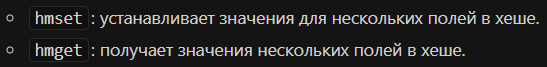 hmset : устанавливает значения для нескольких полей в хеше.
hmget : получает значения нескольких полей в хеше.